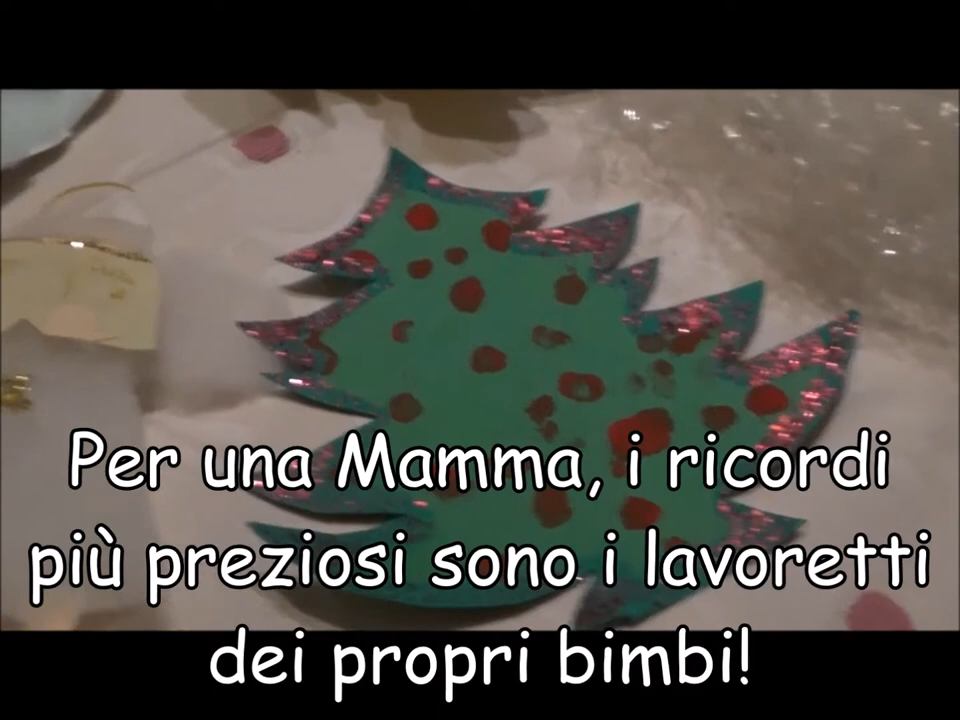 Per una Mamma, i ricordi
più preziosi sono i lavoretti
dei propri bimbi!